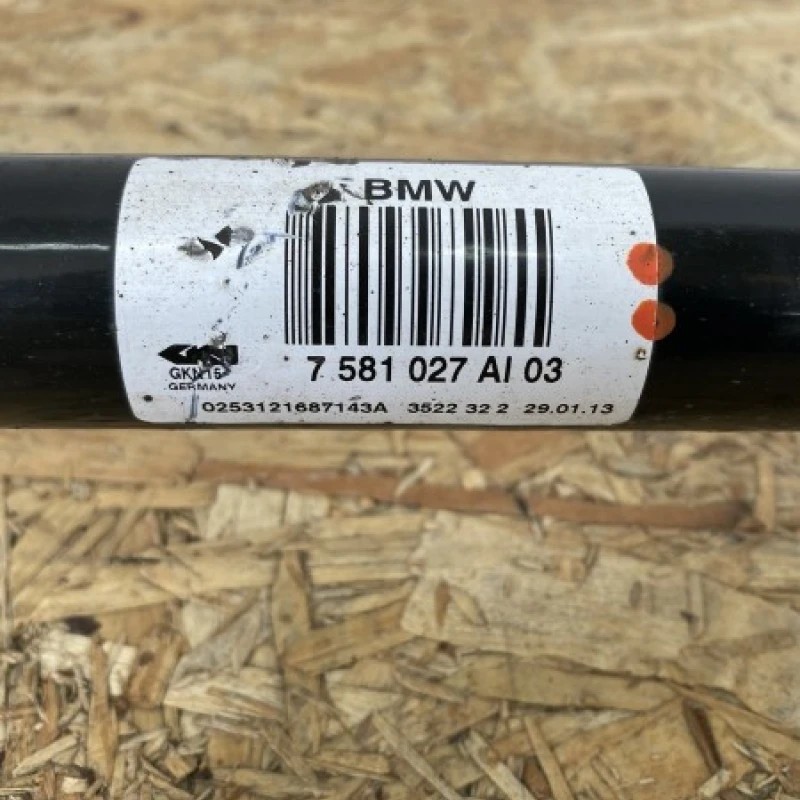 BMW
GKN
GKN15
GERMANY
7 581 027 AI 03
0253121687143A 3522 32 2 29.01.13